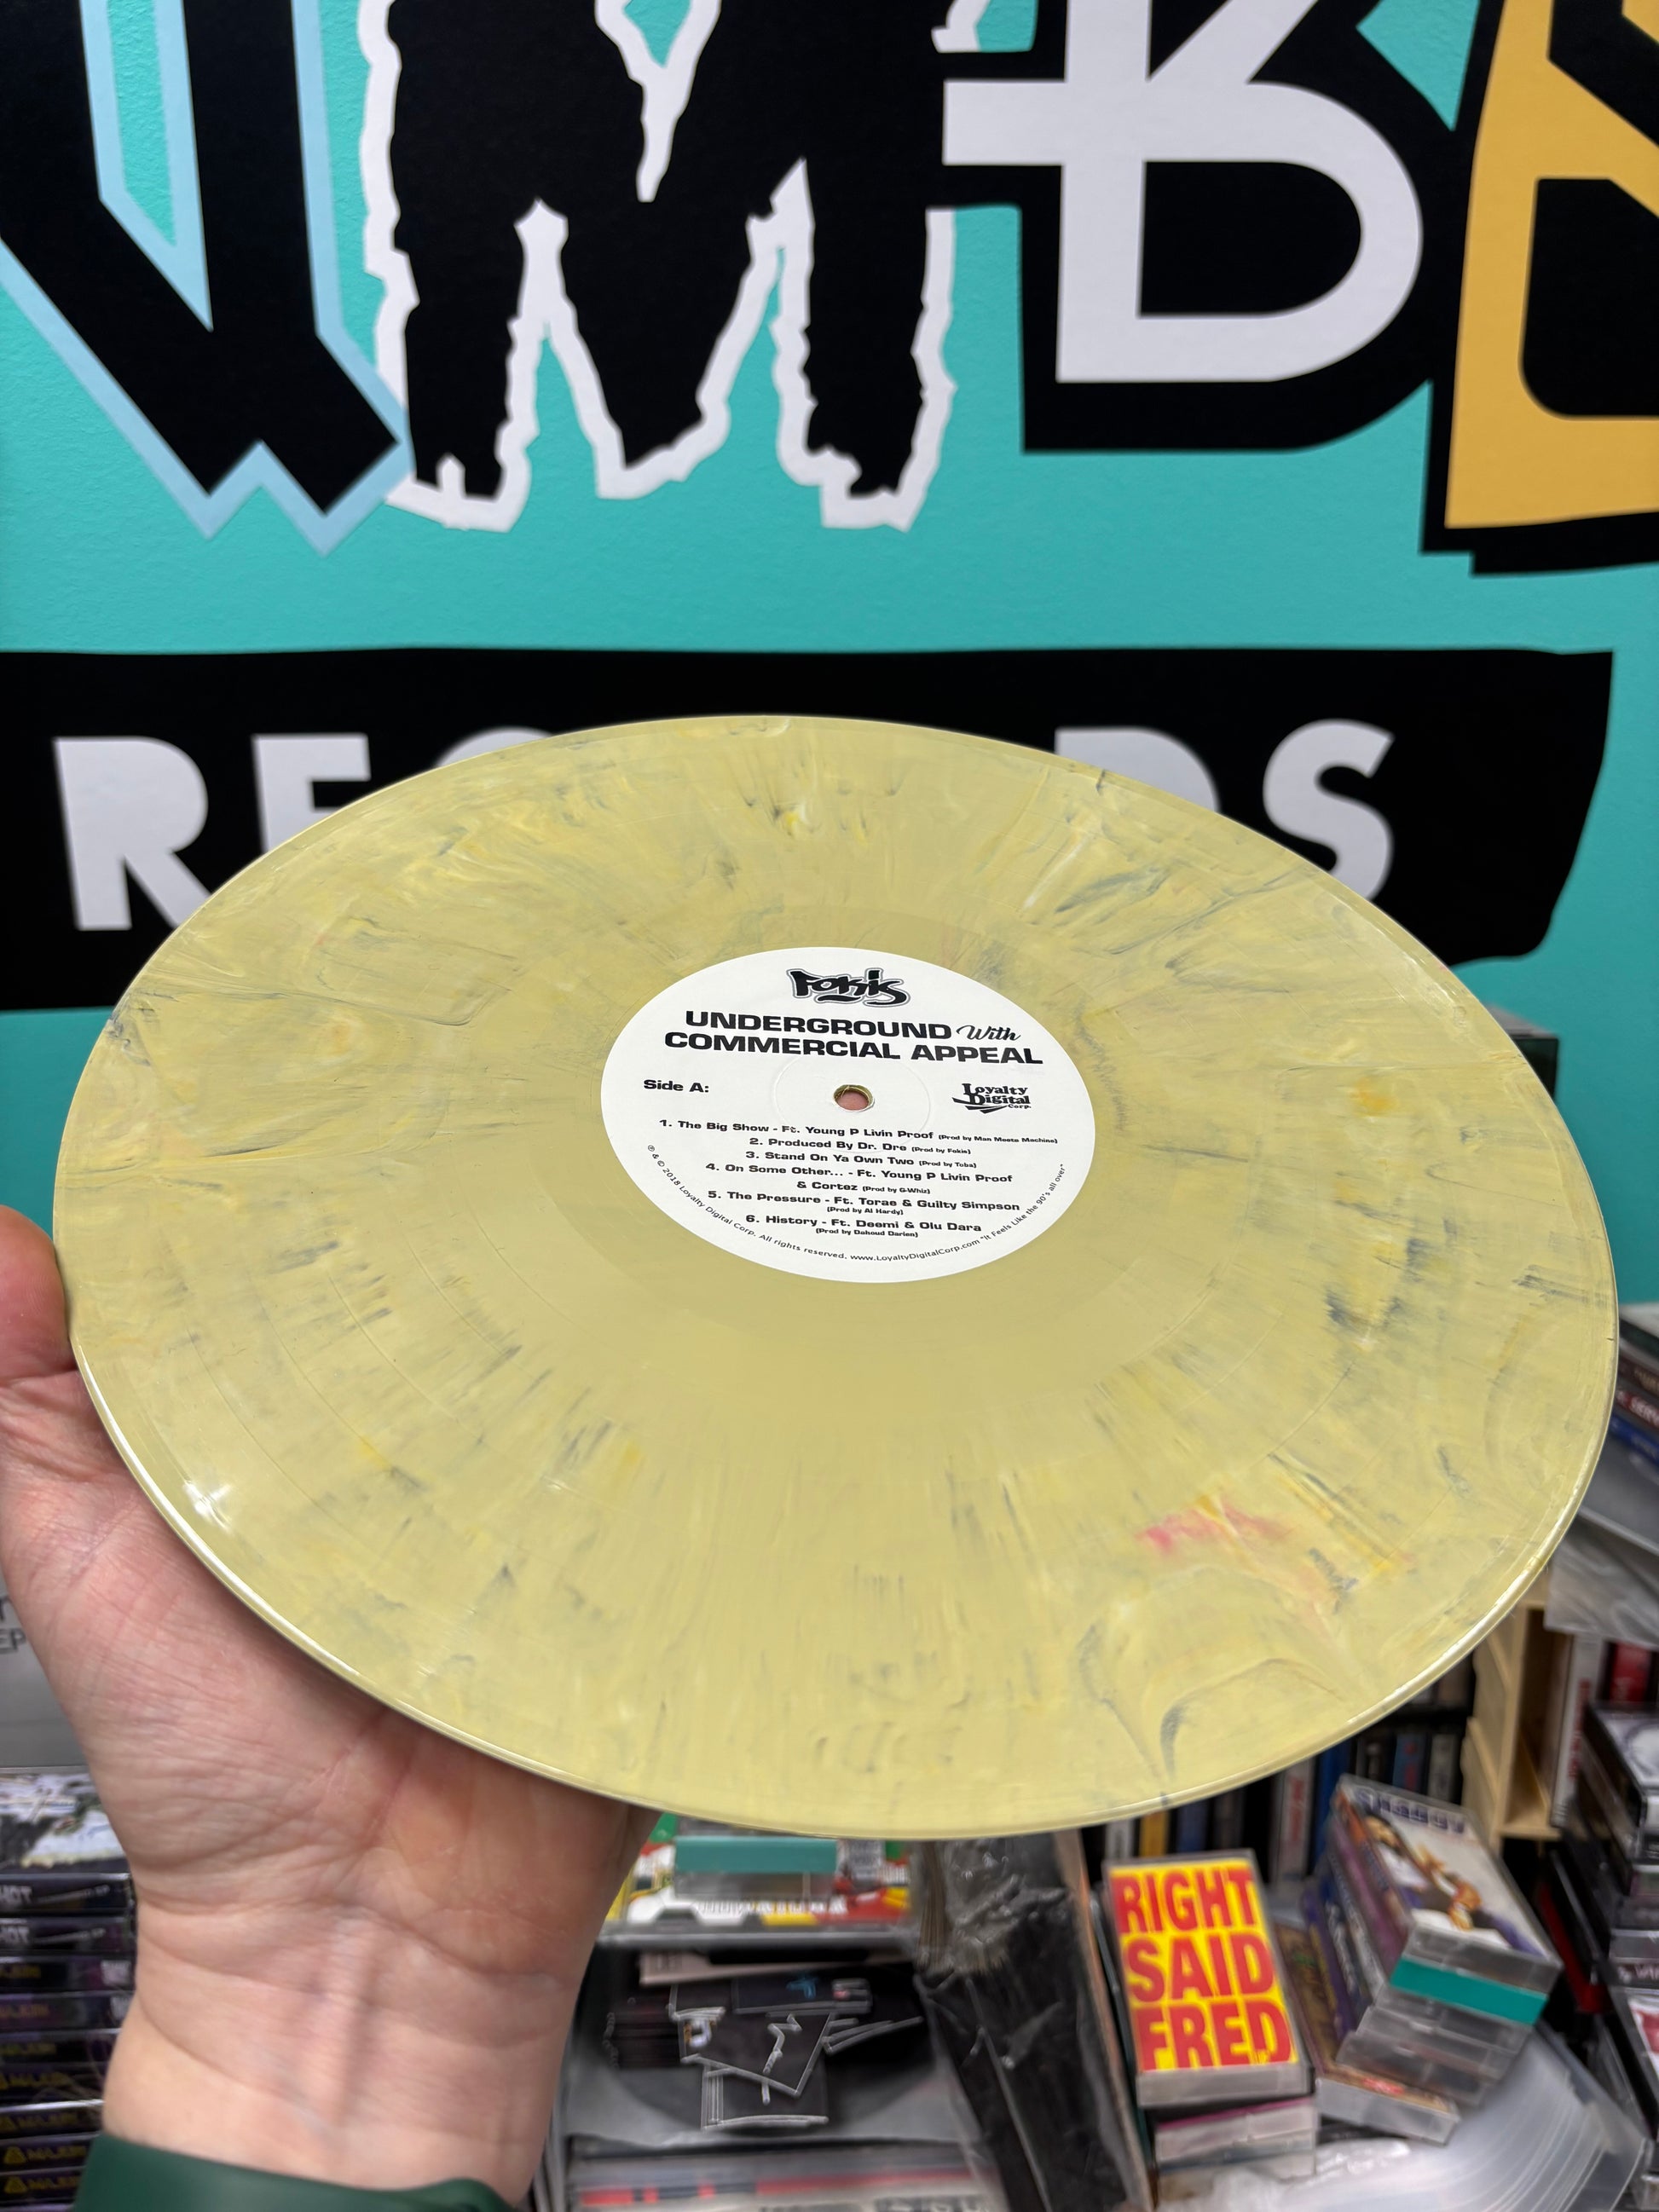 MB
RECORDS
FOKIS
UNDERGROUND With
COMMERCIAL APPEAL
Side A:
Loyalty
Digital
Corp.
1. The Big Show - Ft. Young P Livin Proof (Prod by Man Meets Machine)
2. Produced By Dr. Dre (Prod by Fokis)
3. Stand On Ya Own Two (Prod by Tcba)
4. On Some Other... - Ft. Young P Livin Proof
& Cortez (Prod by G-Whiz)
5. The Pressure - Ft. Torae & Guilty Simpson
(Prod by Al Hardy)
6. History - Ft. Deemi & Olu Dara
(Prod by Dahoud Darien)
℗ & © 2018 Loyalty Digital Corp. All rights reserved. www.LoyaltyDigitalCorp.com "It Feels Like the 90's all over"
RIGHT
SAID
FRED